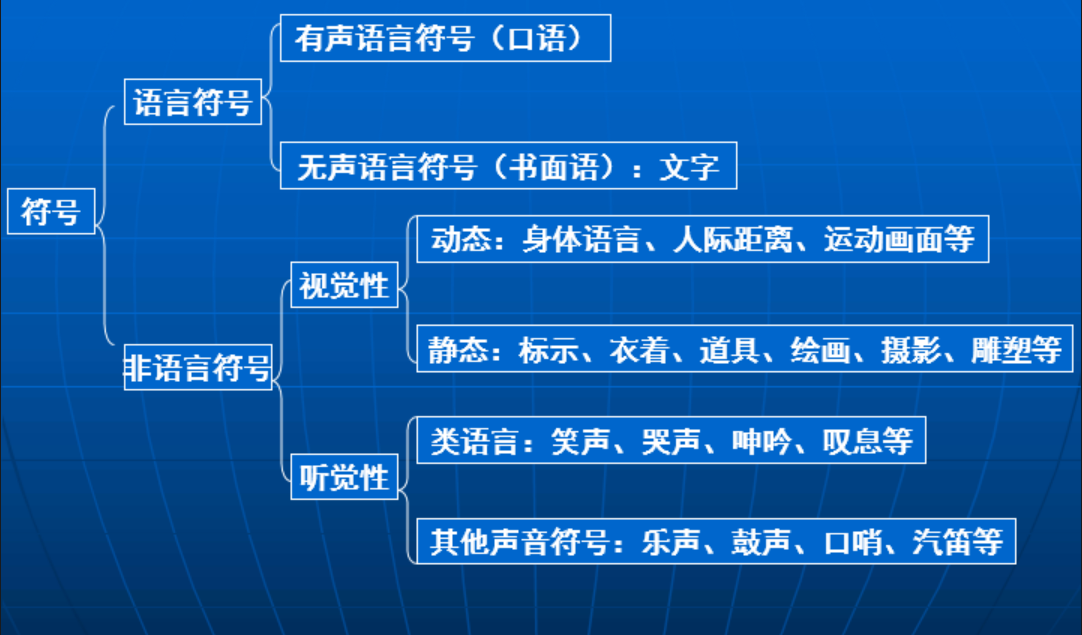 有声语言符号（口语）
语言符号
无声语言符号（书面语）：文字
符号
动态：身体语言、人际距离、运动画面等
视觉性
静态：标示、衣着、道具、绘画、摄影、雕塑等
非语言符号
类语言：笑声、哭声、呻吟、叹息等
听觉性
其他声音符号：乐声、鼓声、口哨、汽笛等